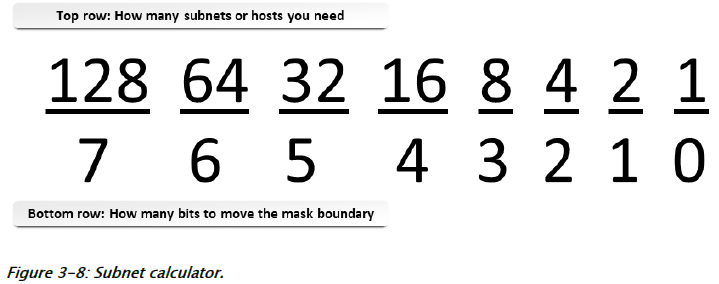 Top row: How many subnets or hosts you need
128 64 32 16 8 4 2 1
7 6 5 4 3 2 1 0
Bottom row: How many bits to move the mask boundary
Figure 3-8: Subnet calculator.